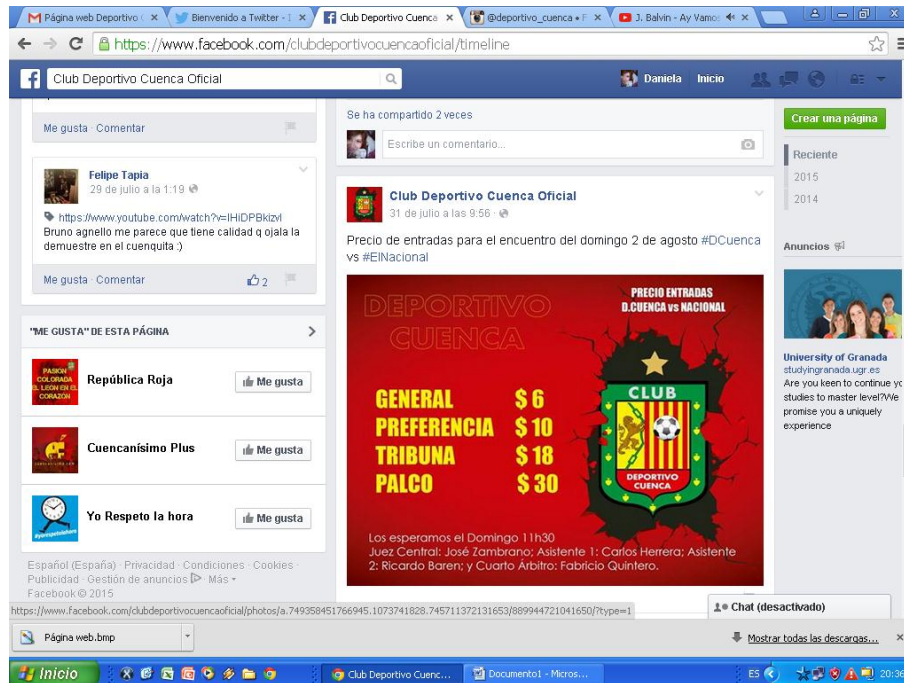 Página web Deportivo C
Bienvenido a Twitter - I
Club Deportivo Cuenca
@deportivo_cuenca • F
J. Balvin - Ay Vamos
https://www.facebook.com/clubdeportivocuencaoficial/timeline
Club Deportivo Cuenca Oficial
Daniela Inicio
Me gusta · Comentar
Felipe Tapia
29 de julio a la 1:19
https://www.youtube.com/watch?v=IHiDPBkizvI
Bruno agnello me parece que tiene calidad q ojala la
demuestre en el cuenquita :)
Me gusta · Comentar 2
"ME GUSTA" DE ESTA PÁGINA
PASION
COLORADA
EL LEON EN EL
CORAZÓN
República Roja Me gusta
Cuencanísimo Plus Me gusta
#yorespetolahora
Yo Respeto la hora Me gusta
Español (España) · Privacidad · Condiciones · Cookies ·
Publicidad · Gestión de anuncios · Más
Facebook © 2015
Se ha compartido 2 veces
Escribe un comentario...
Club Deportivo Cuenca Oficial
31 de julio a las 9:56
Precio de entradas para el encuentro del domingo 2 de agosto #DCuenca
vs #ElNacional
DEPORTIVO
CUENCA
PRECIO ENTRADAS
D.CUENCA vs NACIONAL
GENERAL $ 6
PREFERENCIA $ 10
TRIBUNA $ 18
PALCO $ 30
CLUB
DEPORTIVO
CUENCA
Los esperamos el Domingo 11h30
Juez Central: José Zambrano; Asistente 1: Carlos Herrera; Asistente
2: Ricardo Baren; y Cuarto Árbitro: Fabricio Quintero.
Crear una página
Reciente
2015
2014
Anuncios
University of Granada
studyingranada.ugr.es
Are you keen to continue yo
studies to master level?We
promise you a uniquely
experience
Chat (desactivado)
https://www.facebook.com/clubdeportivocuencaoficial/photos/a.749358451766945.1073741828.745711372131653/889944721041650/?type=1
Página web.bmp
Mostrar todas las descargas...
Inicio
Club Deportivo Cuenc...
Documento1 - Micros...
ES
20:36